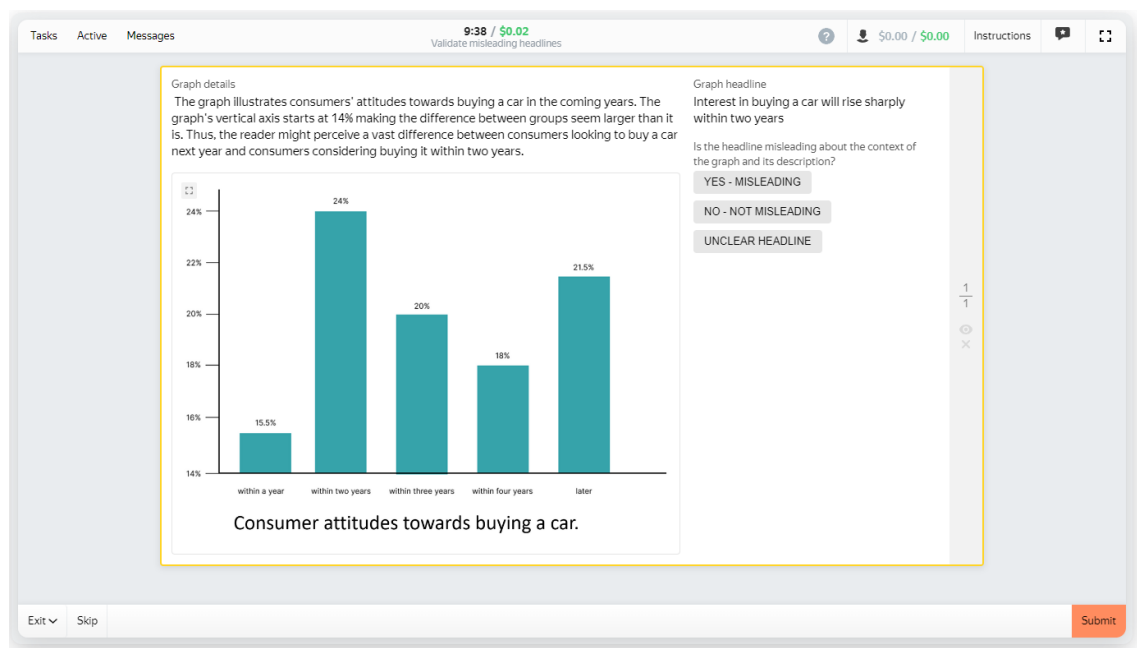 Tasks Active Messages
9:38 / $0.02
Validate misleading headlines
? $0.00 / $0.00 Instructions
Graph details
The graph illustrates consumers' attitudes towards buying a car in the coming years. The
graph's vertical axis starts at 14% making the difference between groups seem larger than it
is. Thus, the reader might perceive a vast difference between consumers looking to buy a car
next year and consumers considering buying it within two years.
24%
22%
20%
18%
16%
14%
15.5%
24%
20%
18%
21.5%
within a year within two years within three years within four years later
Consumer attitudes towards buying a car.
Graph headline
Interest in buying a car will rise sharply
within two years
Is the headline misleading about the context of
the graph and its description?
YES - MISLEADING
NO - NOT MISLEADING
UNCLEAR HEADLINE
1
1
Exit Skip
Submit